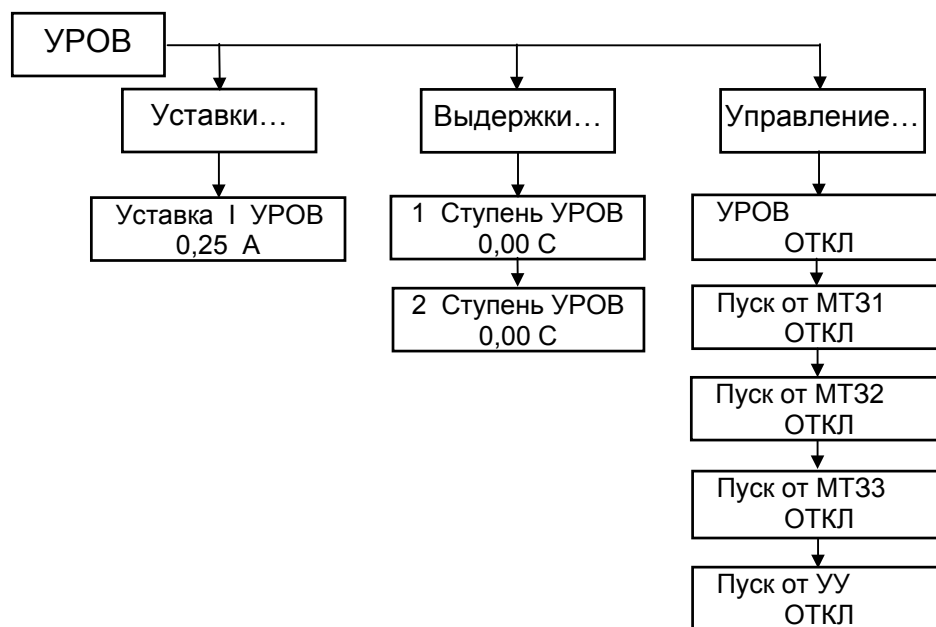 УРОВ
Уставки…
Выдержки…
Управление…
Уставка I УРОВ
0,25 А
1 Ступень УРОВ
0,00 С
2 Ступень УРОВ
0,00 С
УРОВ
ОТКЛ
Пуск от МТЗ1
ОТКЛ
Пуск от МТЗ2
ОТКЛ
Пуск от МТЗ3
ОТКЛ
Пуск от УУ
ОТКЛ